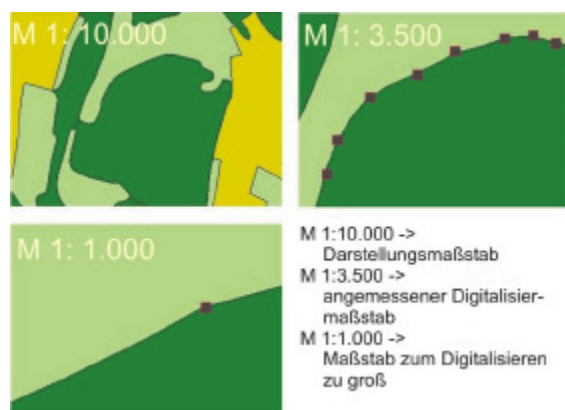 M 1: 10.000
M 1: 3.500
M 1: 1.000
M 1:10.000 ->
Darstellungsmaßstab
M 1:3.500 ->
angemessener Digitalisier-
maßstab
M 1:1.000 ->
Maßstab zum Digitalisieren
zu groß